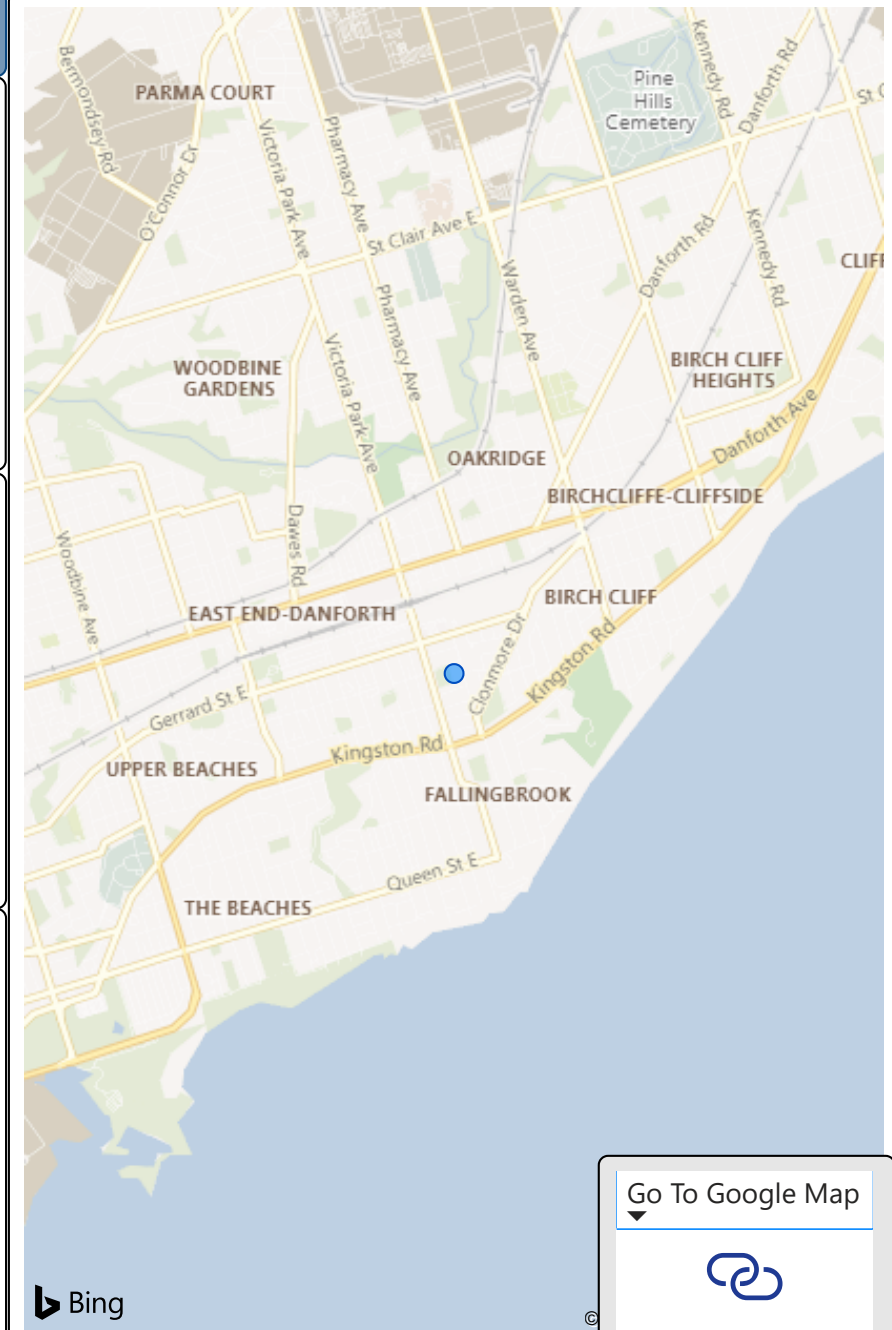 Bermondsey Rd
PARMA COURT
O'Connor Dr
Victoria Park Ave
Pharmacy Ave
Pine
Hills
Cemetery
Kennedy Rd
Danforth Rd
St C
St Clair Ave E
Warden Ave
Danforth Rd
Kennedy Rd
CLIFF
Pharmacy Ave
Victoria Park Ave
WOODBINE
GARDENS
BIRCH CLIFF
HEIGHTS
OAKRIDGE
Danforth Ave
BIRCHCLIFFE-CLIFFSIDE
Woodbine Ave
Dawes Rd
EAST END-DANFORTH
BIRCH CLIFF
Clonmore Dr
Kingston Rd
Gerrard St E
Kingston Rd
UPPER BEACHES
FALLINGBROOK
Queen St E
THE BEACHES
Go To Google Map
Bing
©